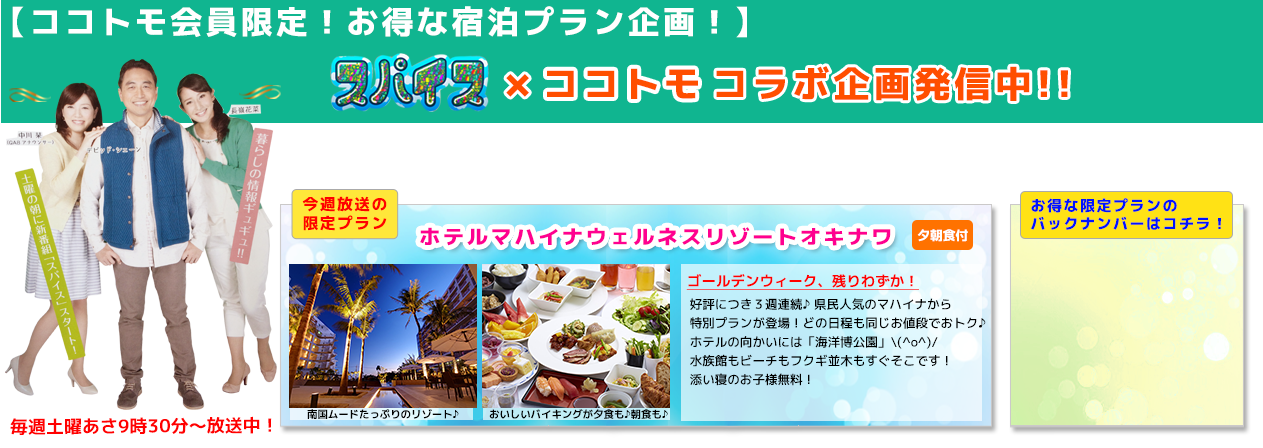 【ココトモ会員限定！お得な宿泊プラン企画！】
スパイス × ココトモ コラボ企画発信中!!
中川 栞
(QABアナウンサー)
デビッド・シェーン
長嶺花菜
土曜の朝に新番組「スパイス」スタート！
暮らしの情報ギュギュ!!
毎週土曜あさ9時30分～放送中！
今週放送の
限定プラン
ホテルマハイナウェルネスリゾートオキナワ
夕朝食付
南国ムードたっぷりのリゾート♪
おいしいバイキングが夕食も♪朝食も♪
ゴールデンウィーク、残りわずか！
好評につき３週連続♪ 県民人気のマハイナから
特別プランが登場！どの日程も同じお値段でおトク♪
ホテルの向かいには「海洋博公園」\(^o^)/
水族館もビーチもフクギ並木もすぐそこです！
添い寝のお子様無料！
お得な限定プランの
バックナンバーはコチラ！